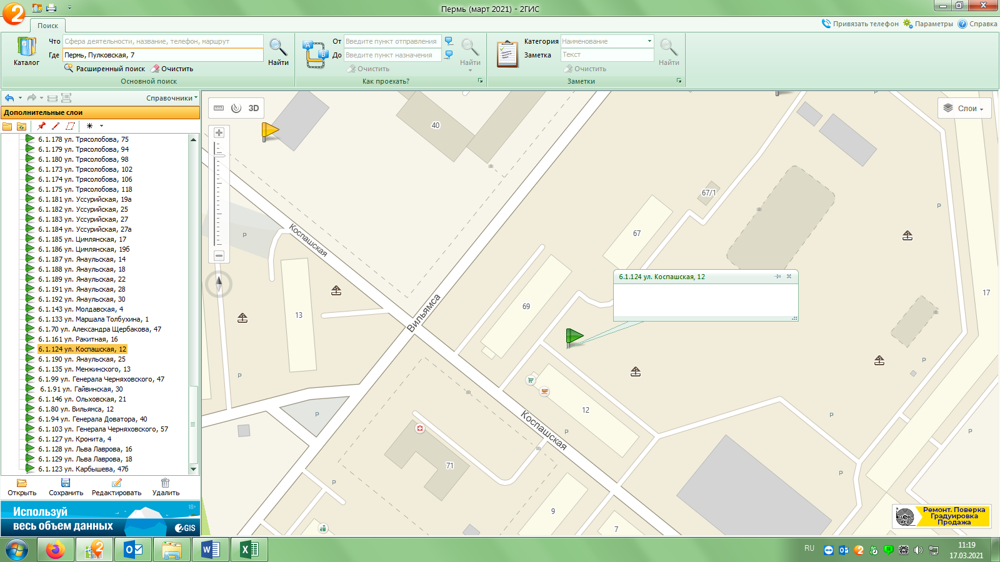 Пермь (март 2021) - 2ГИС
Поиск
Привязать телефон
Параметры
Справка
Каталог
Что
Сфера деятельности, название, телефон, маршрут
Где
Пермь, Пулковская, 7
Расширенный поиск
Очистить
Найти
Основной поиск
От
Введите пункт отправления
До
Введите пункт назначения
Очистить
Найти
Как проехать?
Категория
Наименование
Заметка
Текст
Очистить
Найти
Заметки
Справочники
Дополнительные слои
6.1.178 ул. Трясолобова, 75
6.1.179 ул. Трясолобова, 94
6.1.180 ул. Трясолобова, 98
6.1.173 ул. Трясолобова, 102
6.1.174 ул. Трясолобова, 106
6.1.175 ул. Трясолобова, 118
6.1.181 ул. Уссурийская, 19а
6.1.182 ул. Уссурийская, 25
6.1.183 ул. Уссурийская, 27
6.1.184 ул. Уссурийская, 27а
6.1.185 ул. Цимлянская, 17
6.1.186 ул. Цимлянская, 19б
6.1.187 ул. Янаульская, 14
6.1.188 ул. Янаульская, 18
6.1.189 ул. Янаульская, 22
6.1.191 ул. Янаульская, 28
6.1.192 ул. Янаульская, 30
6.1.143 ул. Молдавская, 4
6.1.133 ул. Маршала Толбухина, 1
6.1.70 ул. Александра Щербакова, 47
6.1.161 ул. Ракитная, 16
6.1.124 ул. Коспашская, 12
6.1.190 ул. Янаульская, 25
6.1.135 ул. Менжинского, 13
6.1.99 ул. Генерала Черняховского, 47
6.1.91 ул. Гайвинская, 30
6.1.146 ул. Ольховская, 21
6.1.80 ул. Вильямса, 12
6.1.94 ул. Генерала Доватора, 40
6.1.103 ул. Генерала Черняховского, 57
6.1.127 ул. Кронита, 4
6.1.128 ул. Льва Лаврова, 16
6.1.129 ул. Льва Лаврова, 18
6.1.123 ул. Карбышева, 47б
Открыть
Сохранить
Редактировать
Удалить
Используй
18+
весь объем данных
2GIS
3D
Слои
40
67/1
67
P
P
Коспашская
13
Вильямса
69
6.1.124 ул. Коспашская, 12
17
P
P
P
12
P
P
P
Коспашская
71
P
P
9
7
Ремонт. Поверка
Градуировка
Продажа
RU
11:19
17.03.2021